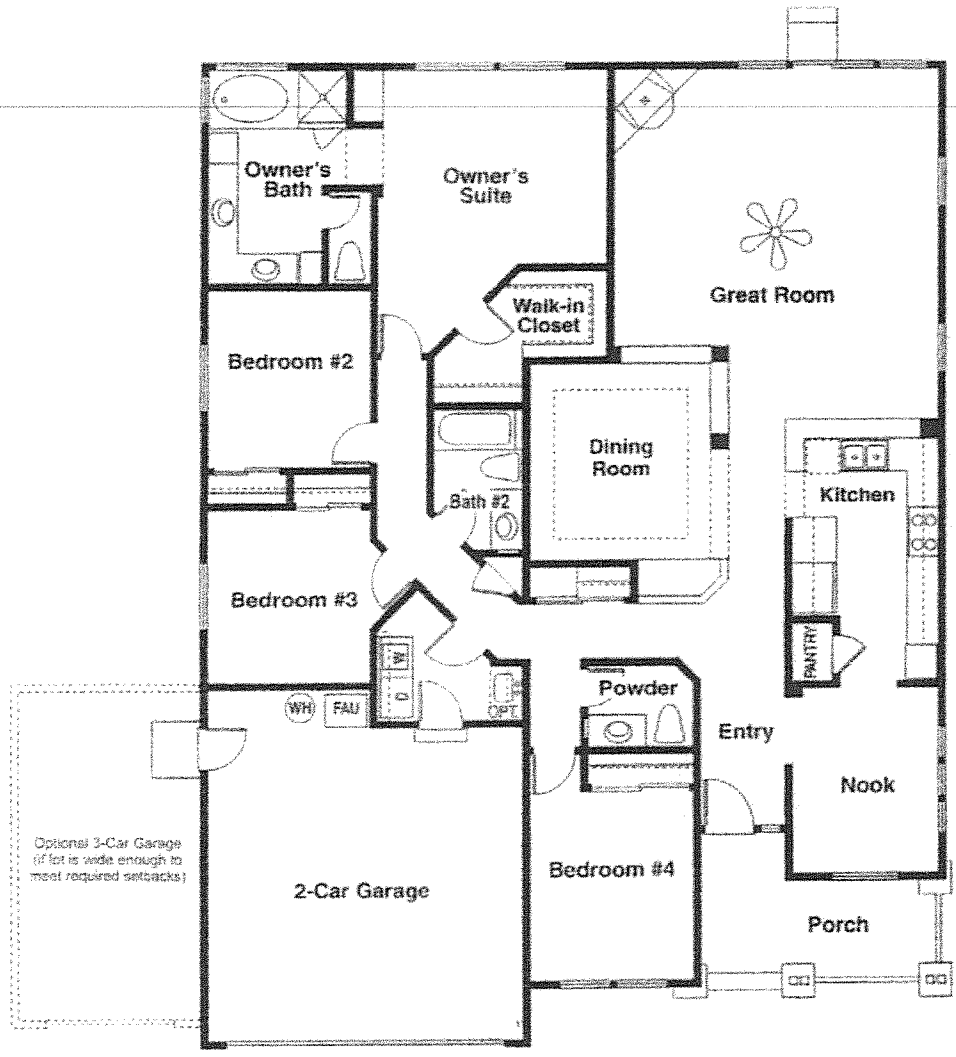 Owner's
Bath
Owner's
Suite
Great Room
Walk-in
Closet
Bedroom #2
Dining
Room
Kitchen
Bath #2
Bedroom #3
PANTRY
W
D
OPT
WH
FAU
Powder
Entry
Nook
Optional 3-Car Garage
(if lot is wide enough to
meet required setbacks)
2-Car Garage
Bedroom #4
Porch